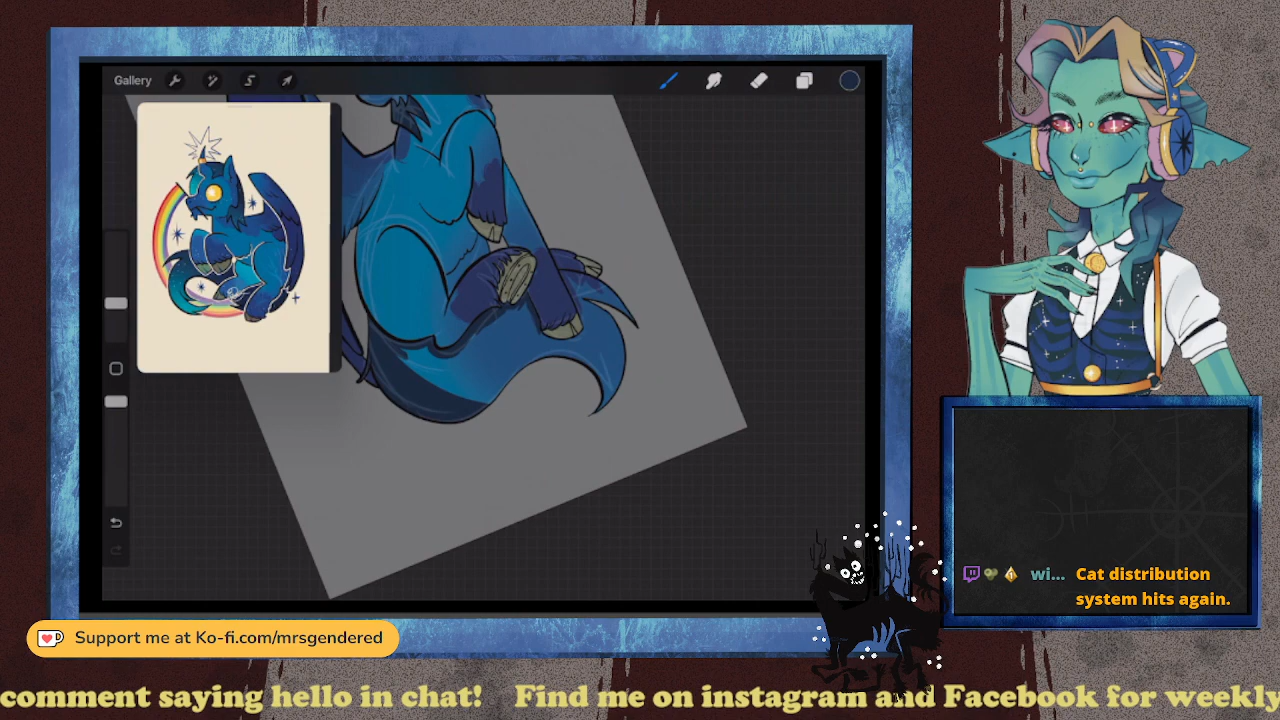 Gallery
wi... Cat distribution
system hits again.
Support me at Ko-fi.com/mrsgendered
comment saying hello in chat! Find me on instagram and Facebook for weekly